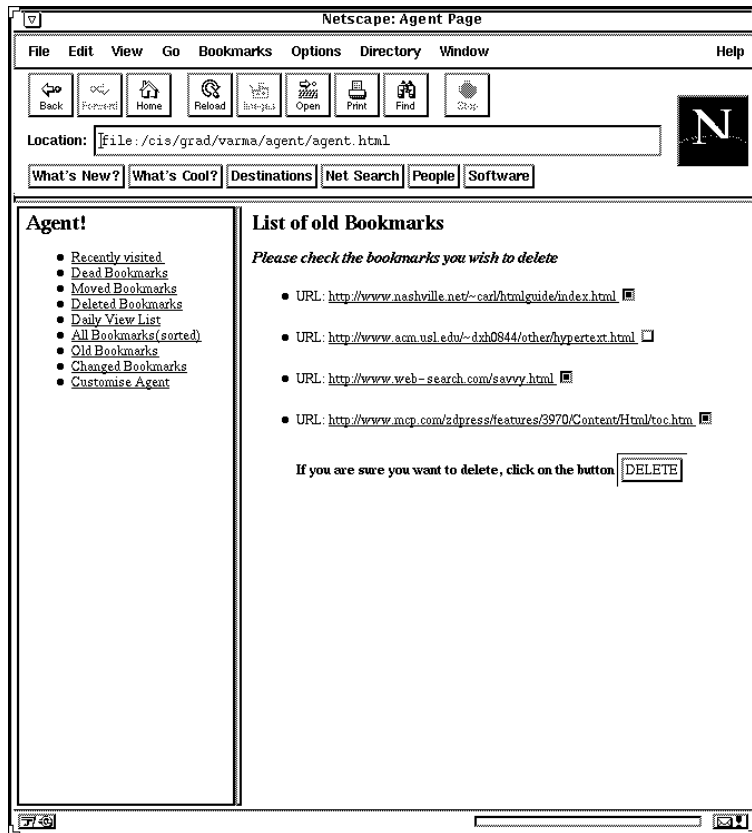 Netscape: Agent Page
File Edit View Go Bookmarks Options Directory Window Help
Back Forward Home Reload Images Open Print Find Stop
Location: file:/cis/grad/varma/agent/agent.html
N
What's New? What's Cool? Destinations Net Search People Software
Agent!
Recently visited
Dead Bookmarks
Moved Bookmarks
Deleted Bookmarks
Daily View List
All Bookmarks(sorted)
Old Bookmarks
Changed Bookmarks
Customise Agent
List of old Bookmarks
Please check the bookmarks you wish to delete
URL: http://www.nashville.net/~carl/htmlguide/index.html
URL: http://www.acm.usl.edu/~dxh0844/other/hypertext.html
URL: http://www.web-search.com/savvy.html
URL: http://www.mcp.com/zdpress/features/3970/Content/Html/toc.htm
If you are sure you want to delete, click on the button DELETE